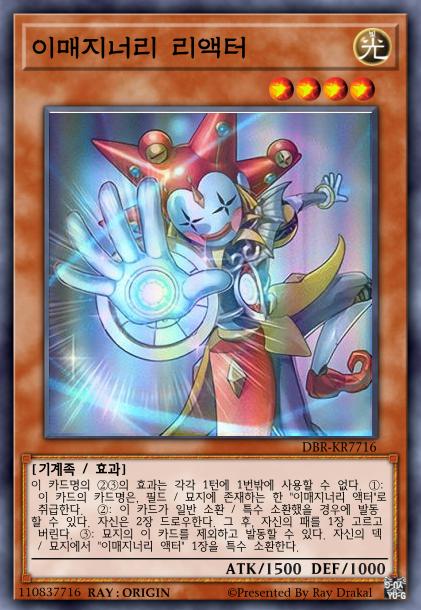 이매지너리 리액터
빛
光
DBR-KR7716
[기계족 / 효과]
이 카드명의 ②③의 효과는 각각 1턴에 1번밖에 사용할 수 없다. ①:
이 카드의 카드명은, 필드 / 묘지에 존재하는 한 "이매지너리 액터"로
취급한다. ②: 이 카드가 일반 소환 / 특수 소환했을 경우에 발동
할 수 있다. 자신은 2장 드로우한다. 그 후, 자신의 패를 1장 고르고
버린다. ③: 묘지의 이 카드를 제외하고 발동할 수 있다. 자신의 덱
/ 묘지에서 "이매지너리 액터" 1장을 특수 소환한다.
ATK/1500 DEF/1000
110837716 RAY : ORIGIN ©Presented By Ray Drakal